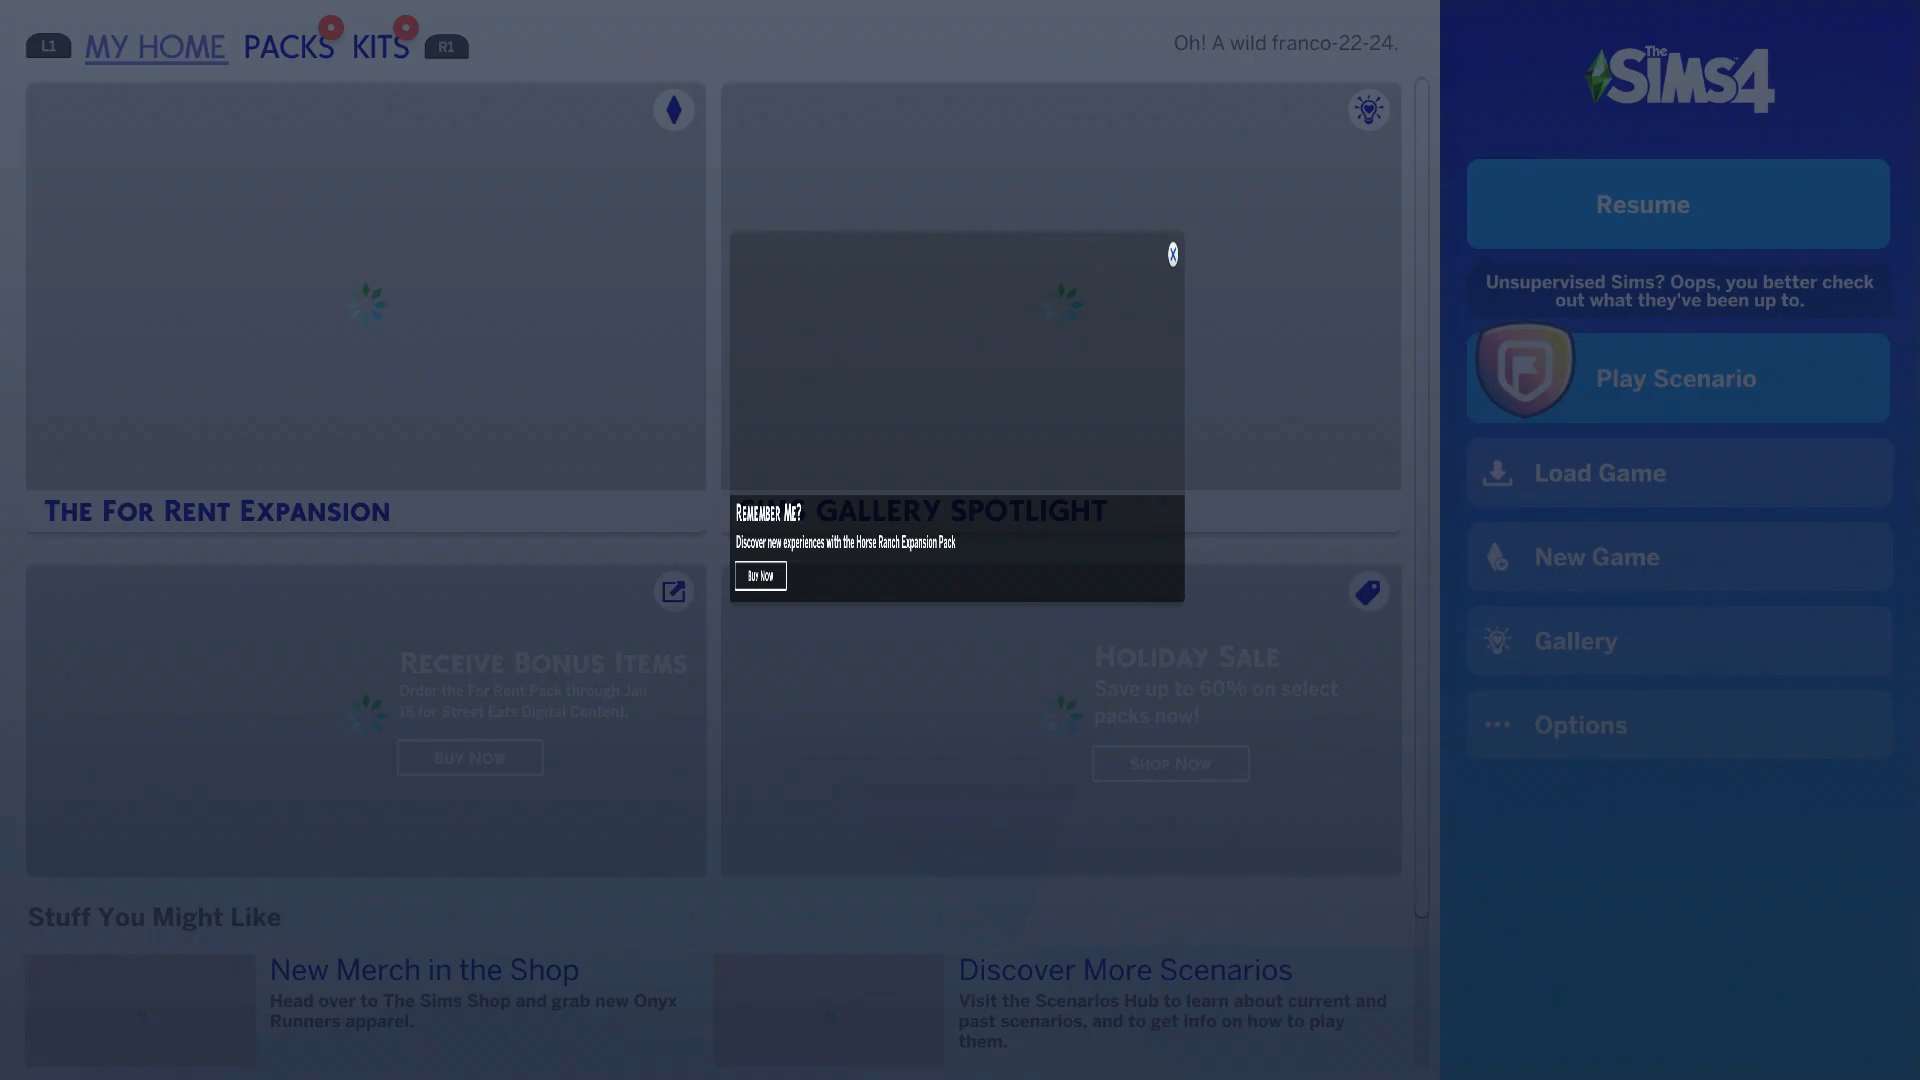 L1 MY HOME PACKS KITS R1
Oh! A wild franco-22-24.
THE FOR RENT EXPANSION
GALLERY SPOTLIGHT
X
REMEMBER ME?
Discover new experiences with the Horse Ranch Expansion Pack
BUY NOW
RECEIVE BONUS ITEMS
Order the For Rent Pack through Jan
18 for Street Eats Digital Content.
BUY NOW
HOLIDAY SALE
Save up to 60% on select
packs now!
SHOP NOW
Stuff You Might Like
New Merch in the Shop
Head over to The Sims Shop and grab new Onyx
Runners apparel.
Discover More Scenarios
Visit the Scenarios Hub to learn about current and
past scenarios, and to get info on how to play
them.
The SiMS 4
Resume
Unsupervised Sims? Oops, you better check
out what they've been up to.
Play Scenario
Load Game
New Game
Gallery
Options